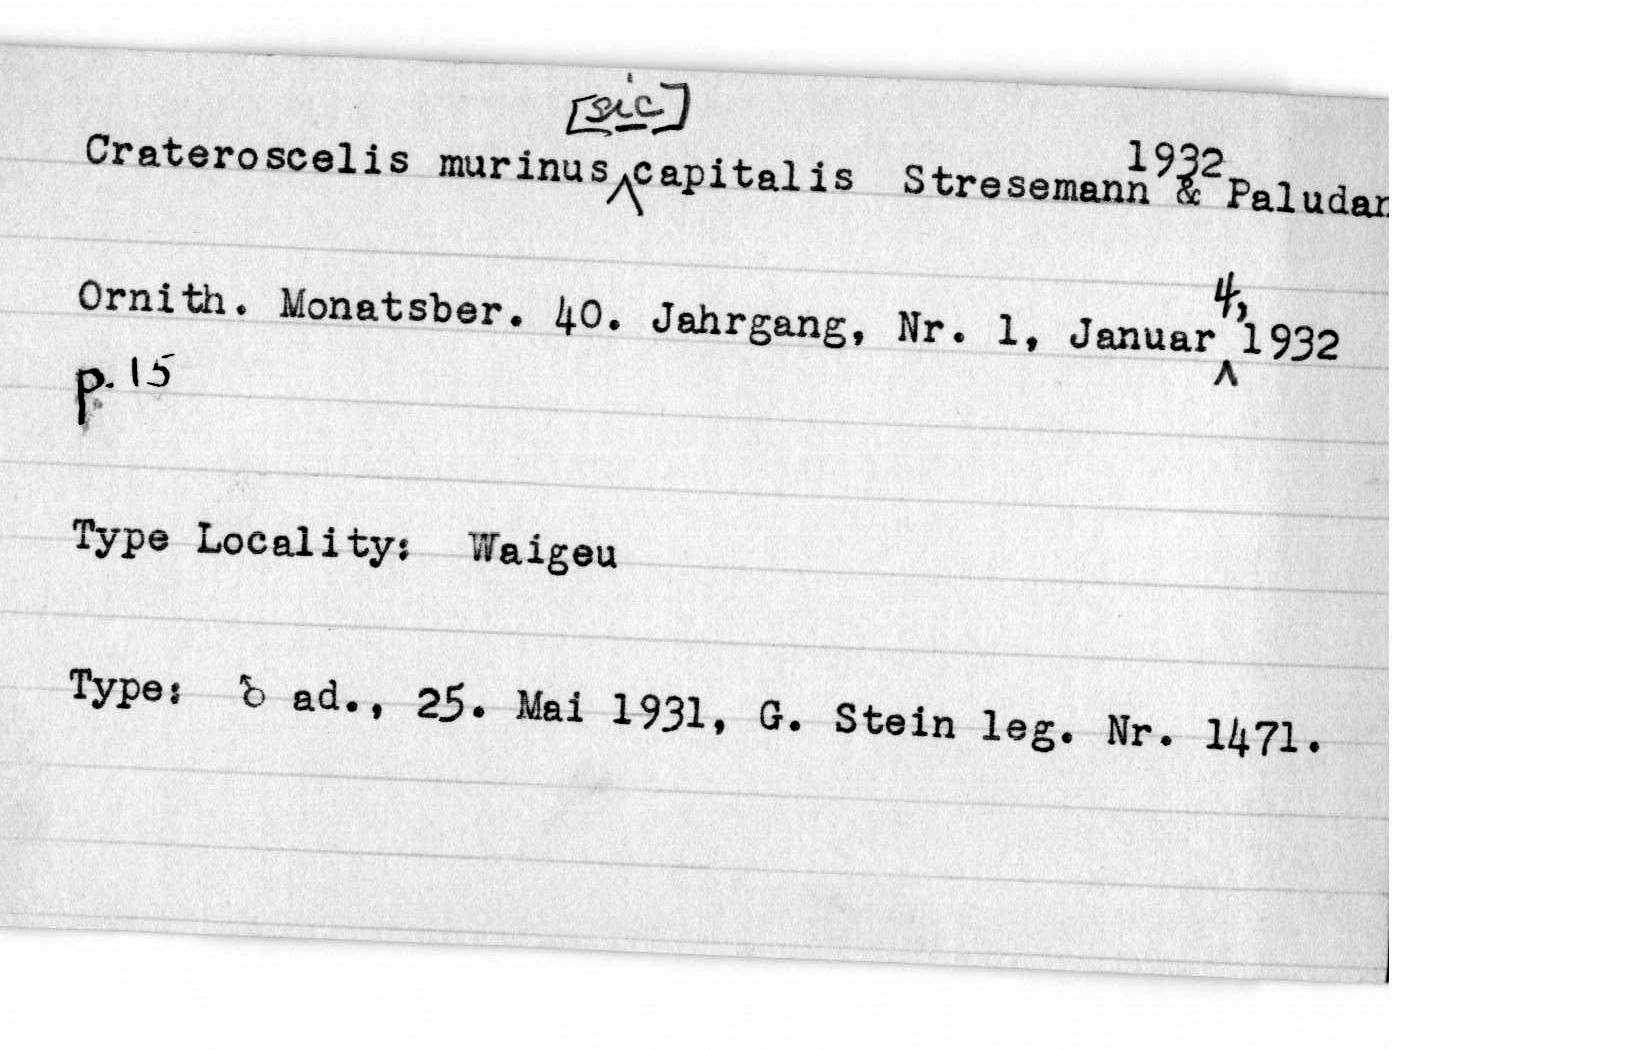 [sic]
1932
Crateroscelis murinus capitalis Stresemann & Paludan
4,
Ornith. Monatsber. 40. Jahrgang, Nr. 1, Januar 1932
p. 15
Type Locality: Waigeu
Type: ♂ ad., 25. Mai 1931, G. Stein leg. Nr. 1471.